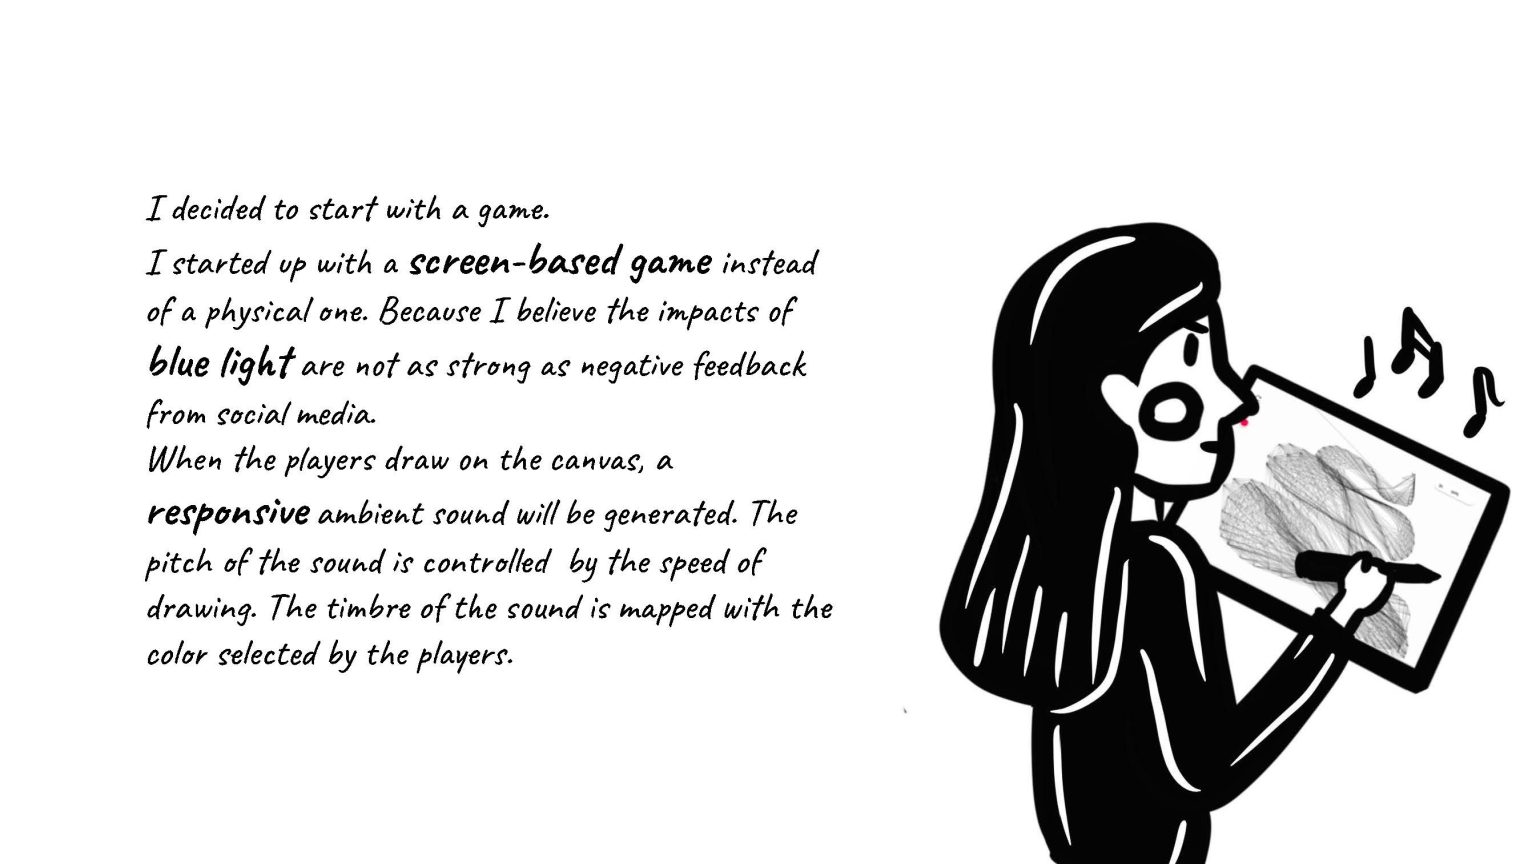 I decided to start with a game.
I started up with a screen-based game instead
of a physical one. Because I believe the impacts of
blue light are not as strong as negative feedback
from social media.
When the players draw on the canvas, a
responsive ambient sound will be generated. The
pitch of the sound is controlled  by the speed of
drawing. The timbre of the sound is mapped with the
color selected by the players.